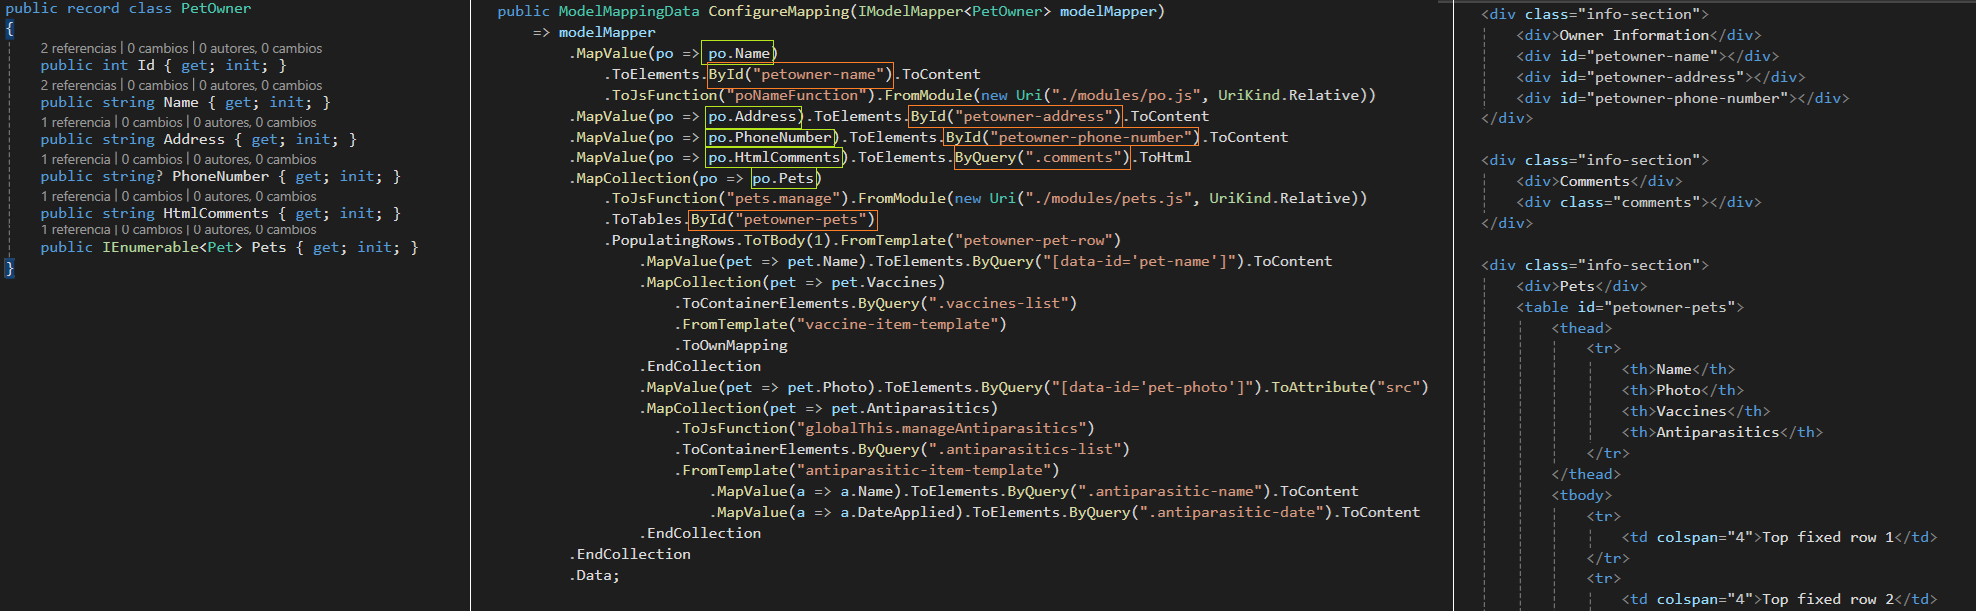 public record class PetOwner
{
2 referencias | 0 cambios | 0 autores, 0 cambios
public int Id { get; init; }
2 referencias | 0 cambios | 0 autores, 0 cambios
public string Name { get; init; }
1 referencia | 0 cambios | 0 autores, 0 cambios
public string Address { get; init; }
1 referencia | 0 cambios | 0 autores, 0 cambios
public string? PhoneNumber { get; init; }
1 referencia | 0 cambios | 0 autores, 0 cambios
public string HtmlComments { get; init; }
1 referencia | 0 cambios | 0 autores, 0 cambios
public IEnumerable<Pet> Pets { get; init; }
}
public ModelMappingData ConfigureMapping(IModelMapper<PetOwner> modelMapper)
=> modelMapper
.MapValue(po => po.Name)
.ToElements.ById("petowner-name").ToContent
.ToJsFunction("poNameFunction").FromModule(new Uri("./modules/po.js", UriKind.Relative))
.MapValue(po => po.Address).ToElements.ById("petowner-address").ToContent
.MapValue(po => po.PhoneNumber).ToElements.ById("petowner-phone-number").ToContent
.MapValue(po => po.HtmlComments).ToElements.ByQuery(".comments").ToHtml
.MapCollection(po => po.Pets)
.ToJsFunction("pets.manage").FromModule(new Uri("./modules/pets.js", UriKind.Relative))
.ToTables.ById("petowner-pets")
.PopulatingRows.ToTBody(1).FromTemplate("petowner-pet-row")
.MapValue(pet => pet.Name).ToElements.ByQuery("[data-id='pet-name']").ToContent
.MapCollection(pet => pet.Vaccines)
.ToContainerElements.ByQuery(".vaccines-list")
.FromTemplate("vaccine-item-template")
.ToOwnMapping
.EndCollection
.MapValue(pet => pet.Photo).ToElements.ByQuery("[data-id='pet-photo']").ToAttribute("src")
.MapCollection(pet => pet.Antiparasitics)
.ToJsFunction("globalThis.manageAntiparasitics")
.ToContainerElements.ByQuery(".antiparasitics-list")
.FromTemplate("antiparasitic-item-template")
.MapValue(a => a.Name).ToElements.ByQuery(".antiparasitic-name").ToContent
.MapValue(a => a.DateApplied).ToElements.ByQuery(".antiparasitic-date").ToContent
.EndCollection
.EndCollection
.Data;
<div class="info-section">
<div>Owner Information</div>
<div id="petowner-name"></div>
<div id="petowner-address"></div>
<div id="petowner-phone-number"></div>
</div>
<div class="info-section">
<div>Comments</div>
<div class="comments"></div>
</div>
<div class="info-section">
<div>Pets</div>
<table id="petowner-pets">
<thead>
<tr>
<th>Name</th>
<th>Photo</th>
<th>Vaccines</th>
<th>Antiparasitics</th>
</tr>
</thead>
<tbody>
<tr>
<td colspan="4">Top fixed row 1</td>
</tr>
<tr>
<td colspan="4">Top fixed row 2</td>